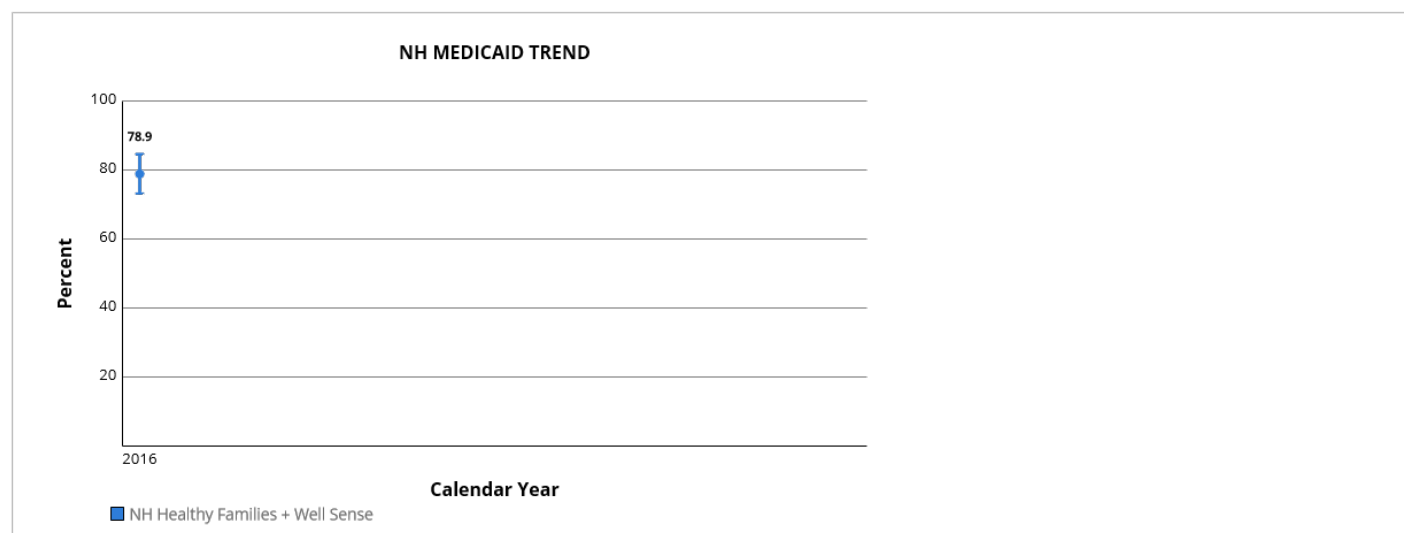 NH MEDICAID TREND
100
78.9
80
60
Percent
40
20
2016
Calendar Year
NH Healthy Families + Well Sense